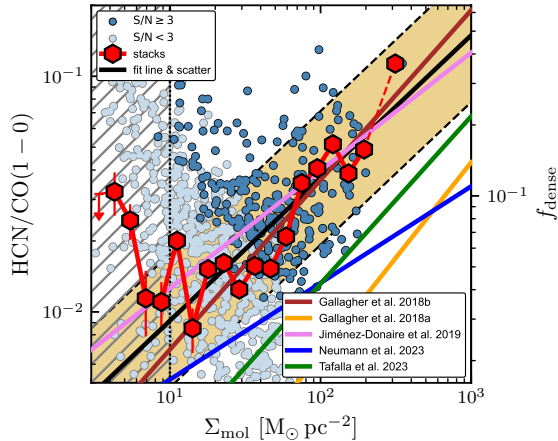 S/N ≥ 3
S/N < 3
stacks
fit line & scatter
10⁻¹
10⁻²
HCN/CO(1 − 0)
10⁻¹
f_dense
Gallagher et al. 2018b
Gallagher et al. 2018a
Jiménez-Donaire et al. 2019
Neumann et al. 2023
Tafalla et al. 2023
10¹ 10² 10³
Σ_mol [M_⊙ pc⁻²]